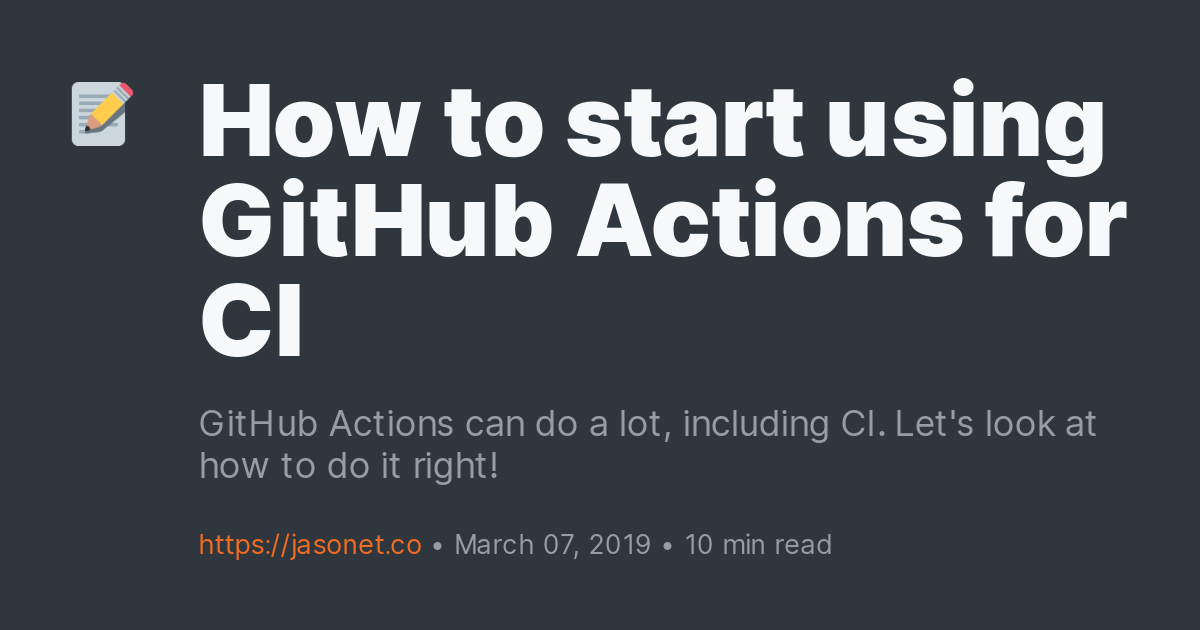 How to start using
GitHub Actions for
CI
GitHub Actions can do a lot, including CI. Let's look at
how to do it right!
https://jasonet.co • March 07, 2019 • 10 min read